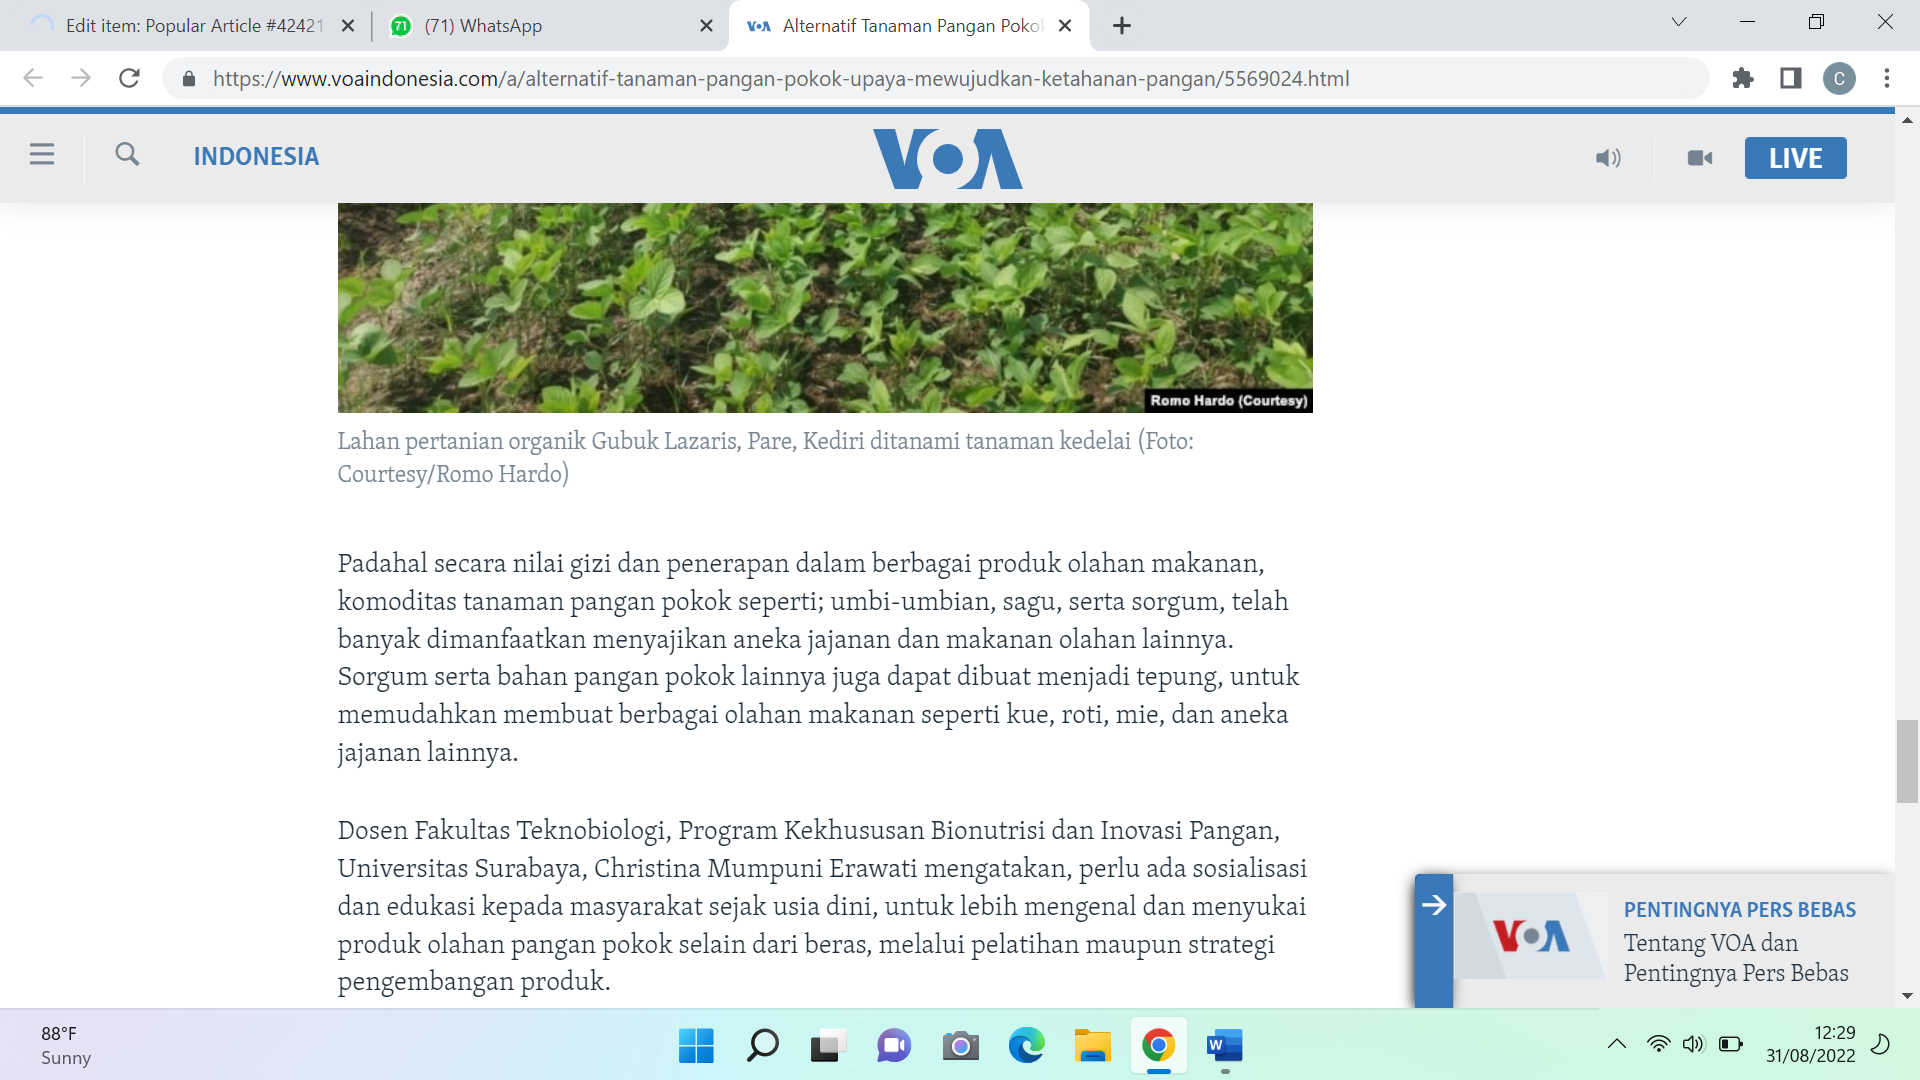 Edit item: Popular Article #42421
(71) WhatsApp
Alternatif Tanaman Pangan Pokok
https://www.voaindonesia.com/a/alternatif-tanaman-pangan-pokok-upaya-mewujudkan-ketahanan-pangan/5569024.html
C
INDONESIA
VOA
LIVE
Romo Hardo (Courtesy)
Lahan pertanian organik Gubuk Lazaris, Pare, Kediri ditanami tanaman kedelai (Foto:
Courtesy/Romo Hardo)
Padahal secara nilai gizi dan penerapan dalam berbagai produk olahan makanan,
komoditas tanaman pangan pokok seperti; umbi-umbian, sagu, serta sorgum, telah
banyak dimanfaatkan menyajikan aneka jajanan dan makanan olahan lainnya.
Sorgum serta bahan pangan pokok lainnya juga dapat dibuat menjadi tepung, untuk
memudahkan membuat berbagai olahan makanan seperti kue, roti, mie, dan aneka
jajanan lainnya.
Dosen Fakultas Teknobiologi, Program Kekhususan Bionutrisi dan Inovasi Pangan,
Universitas Surabaya, Christina Mumpuni Erawati mengatakan, perlu ada sosialisasi
dan edukasi kepada masyarakat sejak usia dini, untuk lebih mengenal dan menyukai
produk olahan pangan pokok selain dari beras, melalui pelatihan maupun strategi
pengembangan produk.
VOA
PENTINGNYA PERS BEBAS
Tentang VOA dan
Pentingnya Pers Bebas
88°F
Sunny
12:29
31/08/2022